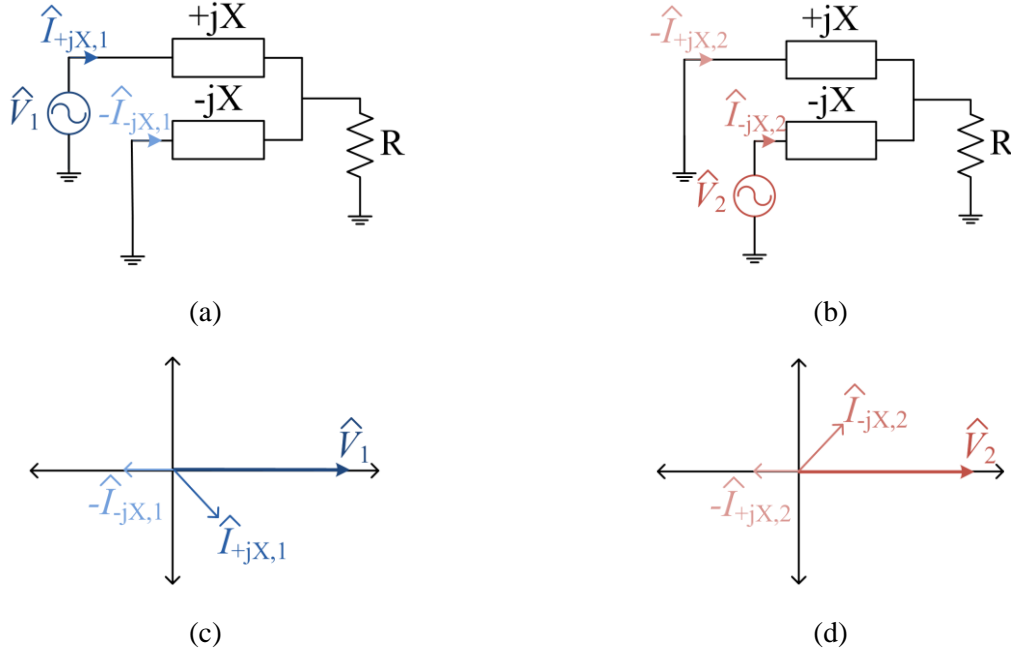 +jX
Î+jX,1
-jX
V̂1
-Î-jX,1
R
(a)
+jX
-Î+jX,2
-jX
Î-jX,2
R
V̂2
(b)
V̂1
-Î-jX,1
Î+jX,1
(c)
Î-jX,2
V̂2
-Î+jX,2
(d)